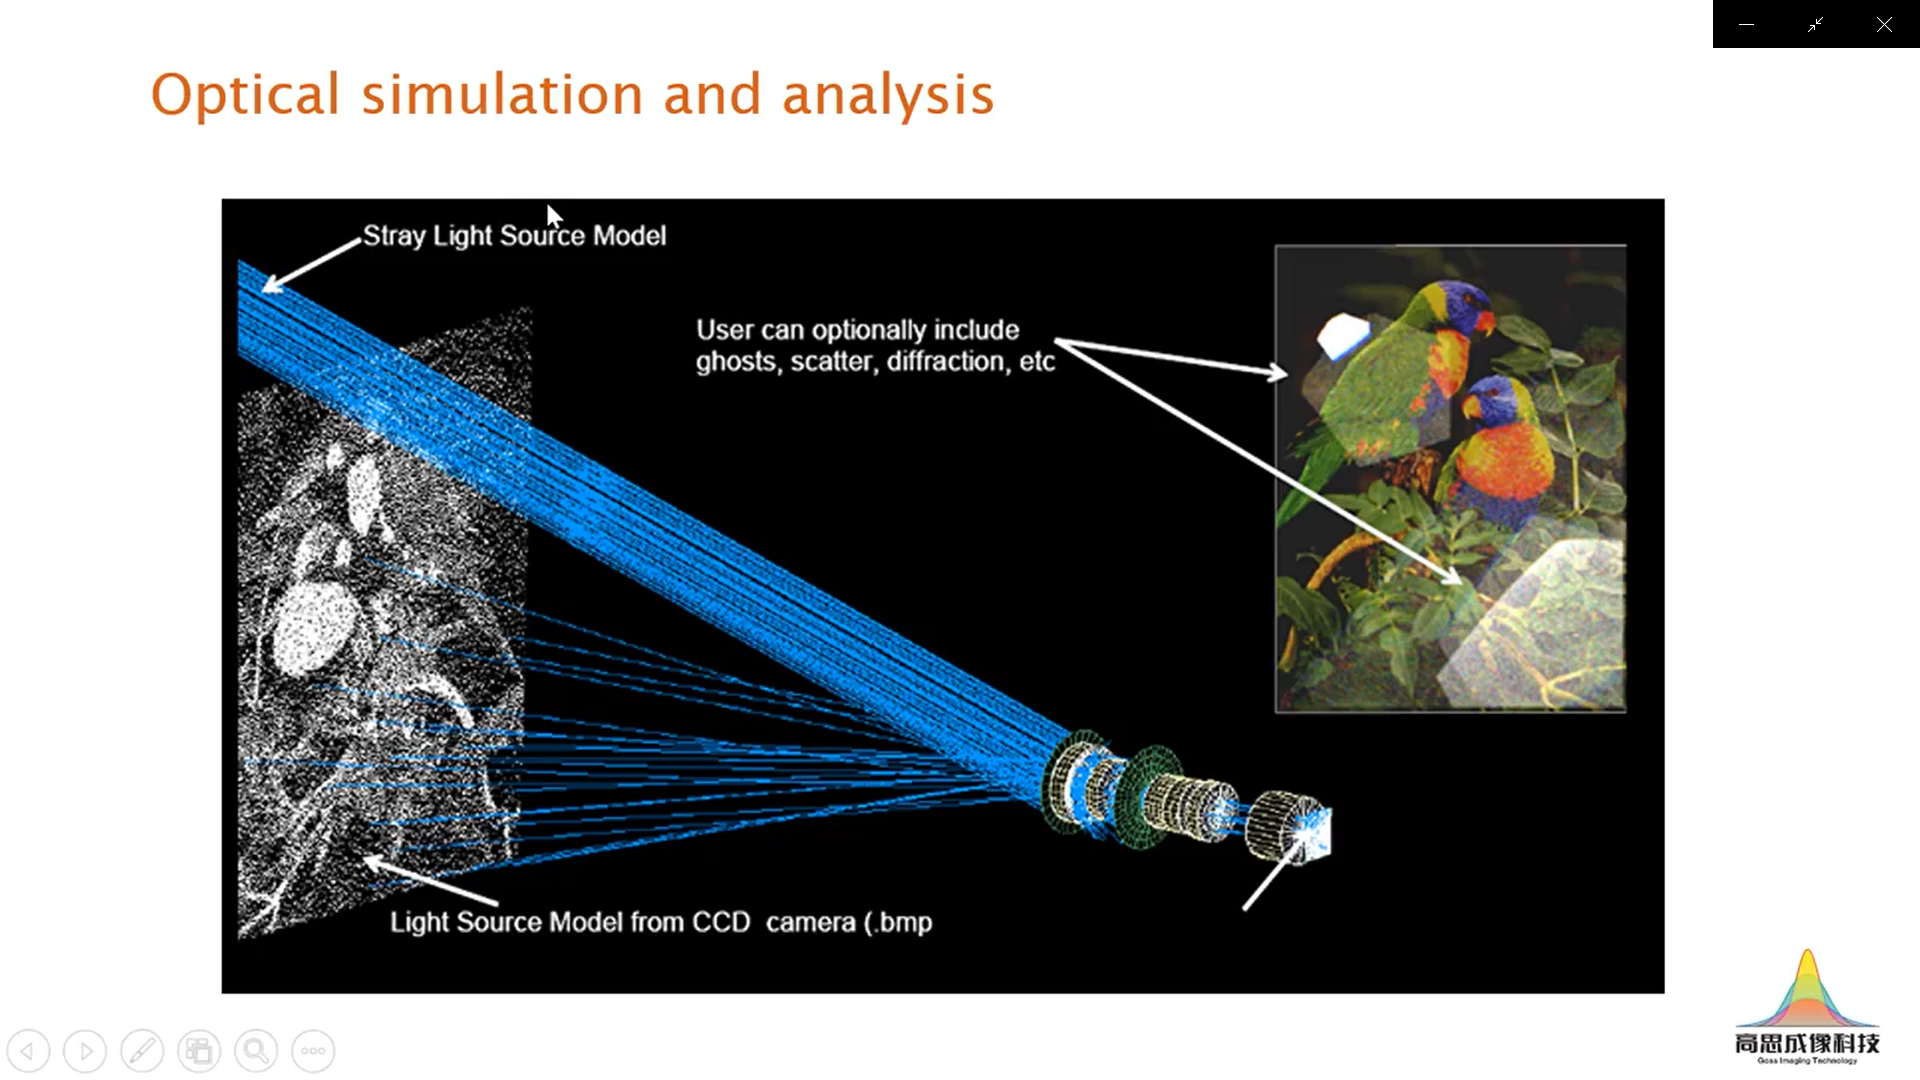 Optical simulation and analysis
Stray Light Source Model
User can optionally include
ghosts, scatter, diffraction, etc
Light Source Model from CCD  camera (.bmp
高思成像科技
Goss Imaging Technology